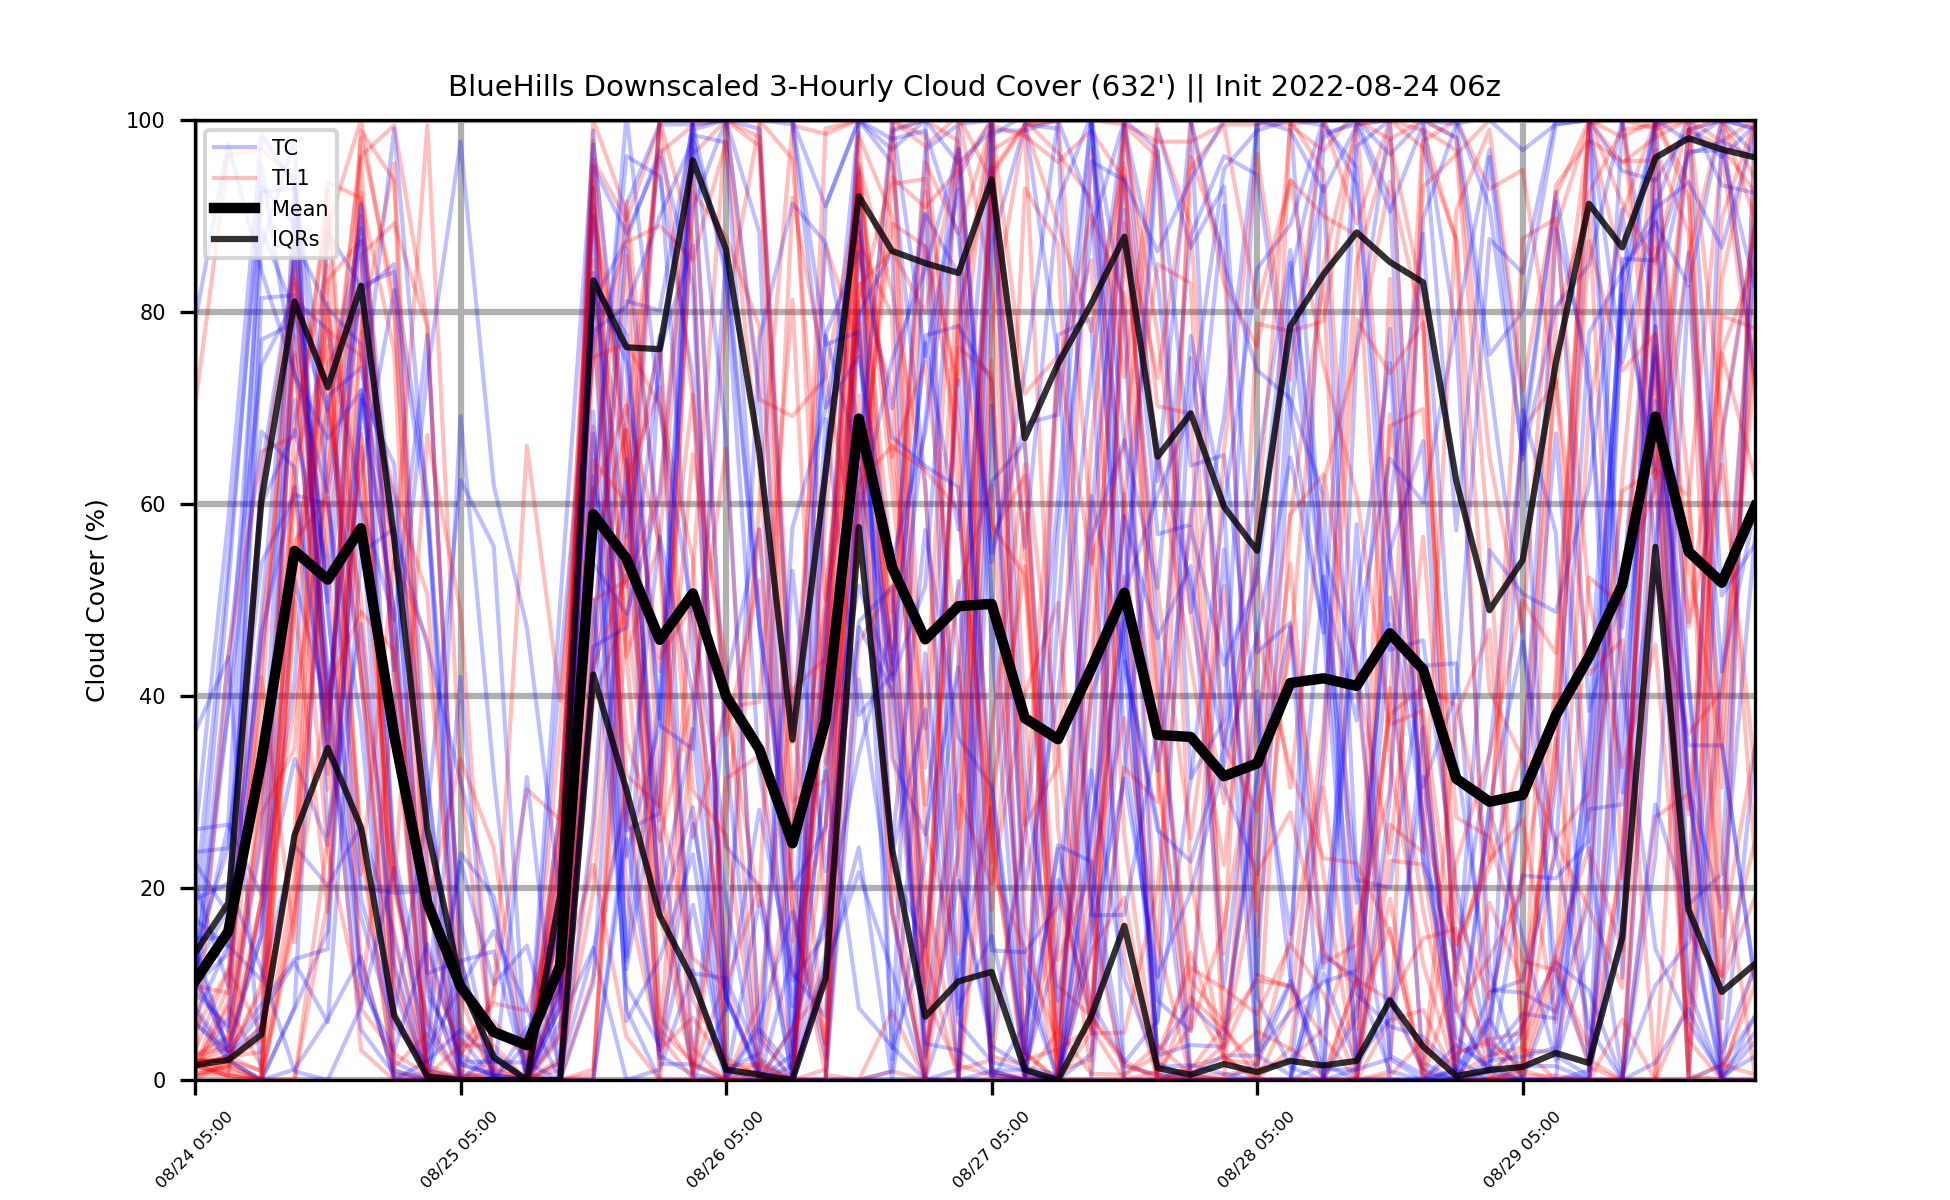 BlueHills Downscaled 3-Hourly Cloud Cover (632') || Init 2022-08-24 06z
TC
TL1
Mean
IQRs
Cloud Cover (%)
100
80
60
40
20
0
08/24 05:00
08/25 05:00
08/26 05:00
08/27 05:00
08/28 05:00
08/29 05:00